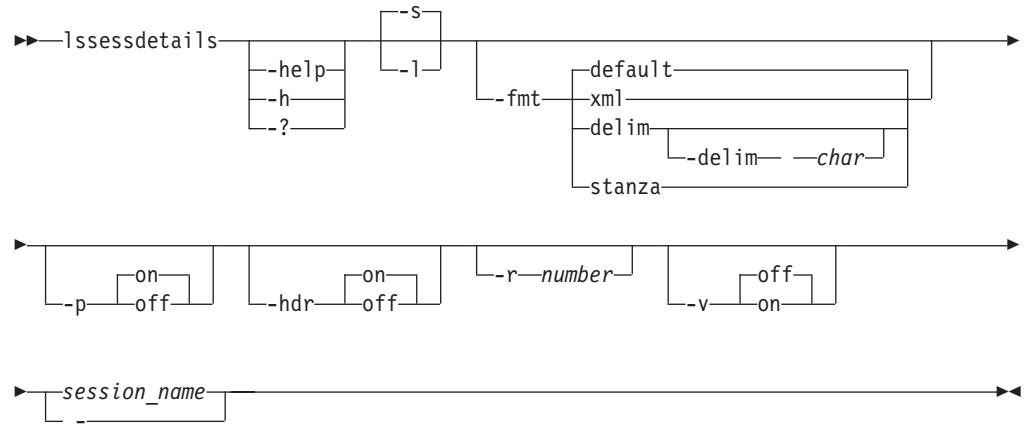 -s
lssessdetails
-help
-l
-h
-?
default
-fmt xml
delim
-delim char
stanza
on on off
-p off -hdr off -r number -v on
session_name
-